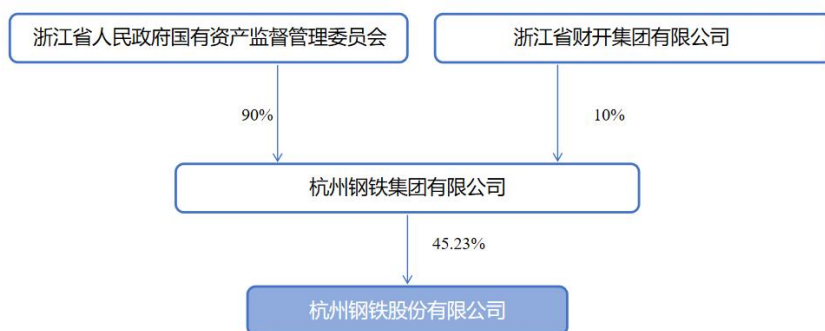 浙江省人民政府国有资产监督管理委员会
浙江省财开集团有限公司
90%
10%
杭州钢铁集团有限公司
45.23%
杭州钢铁股份有限公司